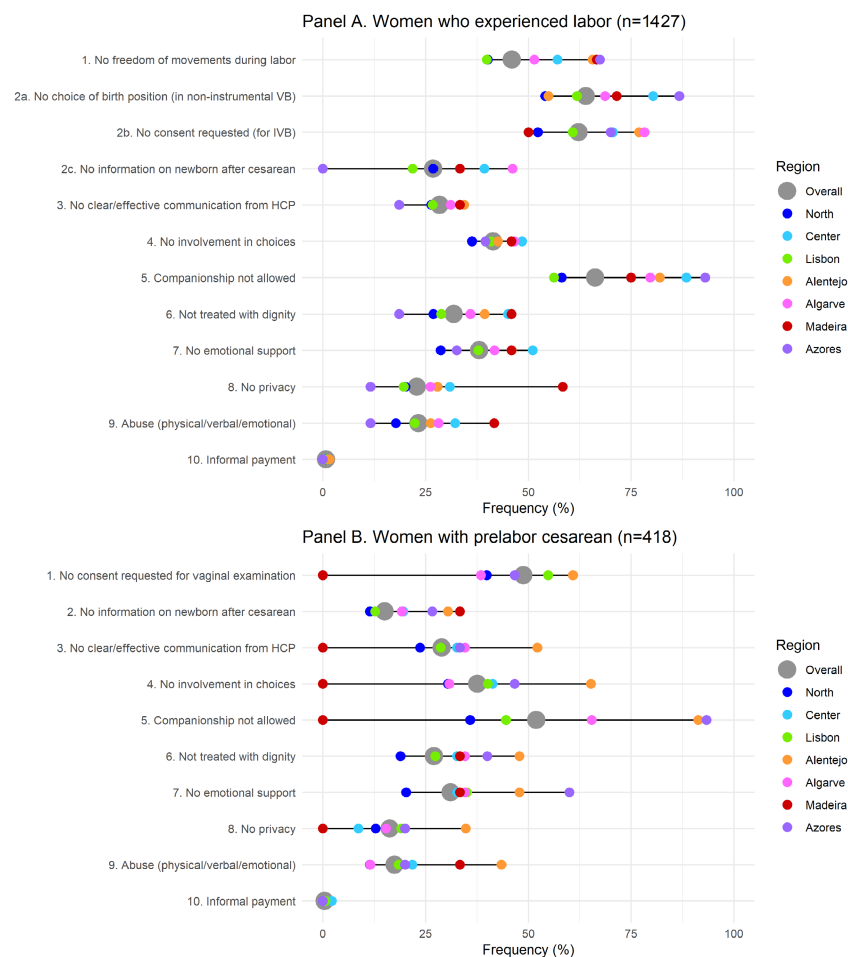 Panel A. Women who experienced labor (n=1427)
1. No freedom of movements during labor
2a. No choice of birth position (in non-instrumental VB)
2b. No consent requested (for IVB)
2c. No information on newborn after cesarean
3. No clear/effective communication from HCP
4. No involvement in choices
5. Companionship not allowed
6. Not treated with dignity
7. No emotional support
8. No privacy
9. Abuse (physical/verbal/emotional)
10. Informal payment
0 25 50 75 100
Frequency (%)
Region
Overall
North
Center
Lisbon
Alentejo
Algarve
Madeira
Azores
Panel B. Women with prelabor cesarean (n=418)
1. No consent requested for vaginal examination
2. No information on newborn after cesarean
3. No clear/effective communication from HCP
4. No involvement in choices
5. Companionship not allowed
6. Not treated with dignity
7. No emotional support
8. No privacy
9. Abuse (physical/verbal/emotional)
10. Informal payment
0 25 50 75 100
Frequency (%)
Region
Overall
North
Center
Lisbon
Alentejo
Algarve
Madeira
Azores